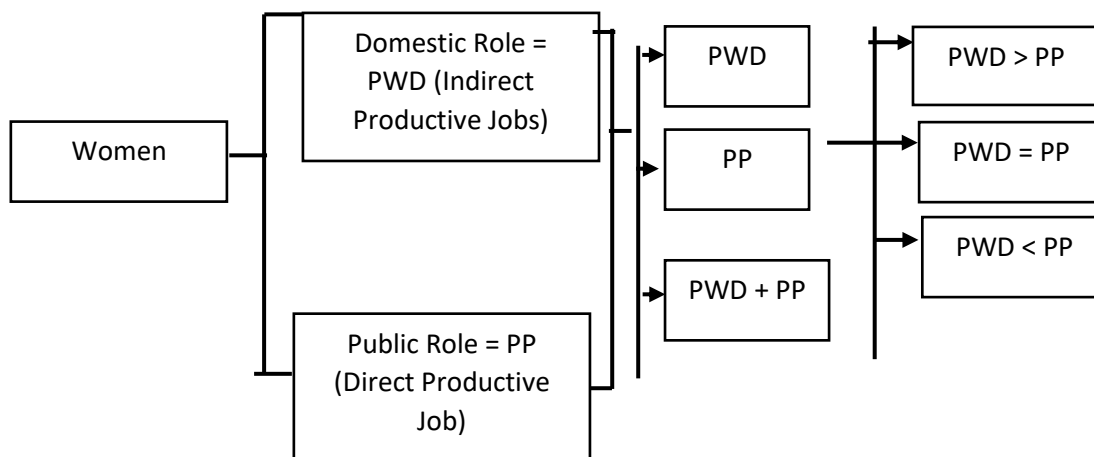 Women
Domestic Role =
PWD (Indirect
Productive Jobs)
Public Role = PP
(Direct Productive
Job)
PWD
PP
PWD + PP
PWD > PP
PWD = PP
PWD < PP